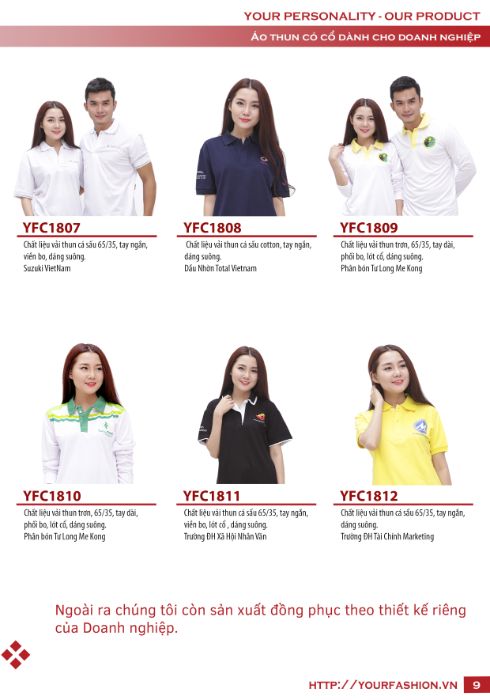 YOUR PERSONALITY - OUR PRODUCT
ÁO THUN CÓ CỔ DÀNH CHO DOANH NGHIỆP
YFC1807
Chất liệu vải thun cá sấu 65/35, tay ngắn,
viền bo, dáng suông.
Suzuki VietNam
YFC1808
Chất liệu vải thun cá sấu cotton, tay ngắn,
dáng suông.
Dầu Nhờn Total Vietnam
YFC1809
Chất liệu vải thun trơn, 65/35, tay dài,
phối bo, lót cổ, dáng suông.
Phân bón Tư Long Me Kong
YFC1810
Chất liệu vải thun trơn, 65/35, tay dài,
phối bo, lót cổ, dáng suông.
Phân bón Tư Long Me Kong
YFC1811
Chất liệu vải thun cá sấu 65/35, tay ngắn,
viền bo, lót cổ , dáng suông.
Trường ĐH Xã Hội Nhân Văn
YFC1812
Chất liệu vải thun cá sấu 65/35, tay ngắn,
dáng suông.
Trường ĐH Tài Chính Marketing
Ngoài ra chúng tôi còn sản xuất đồng phục theo thiết kế riêng
của Doanh nghiệp.
HTTP://YOURFASHION.VN 9